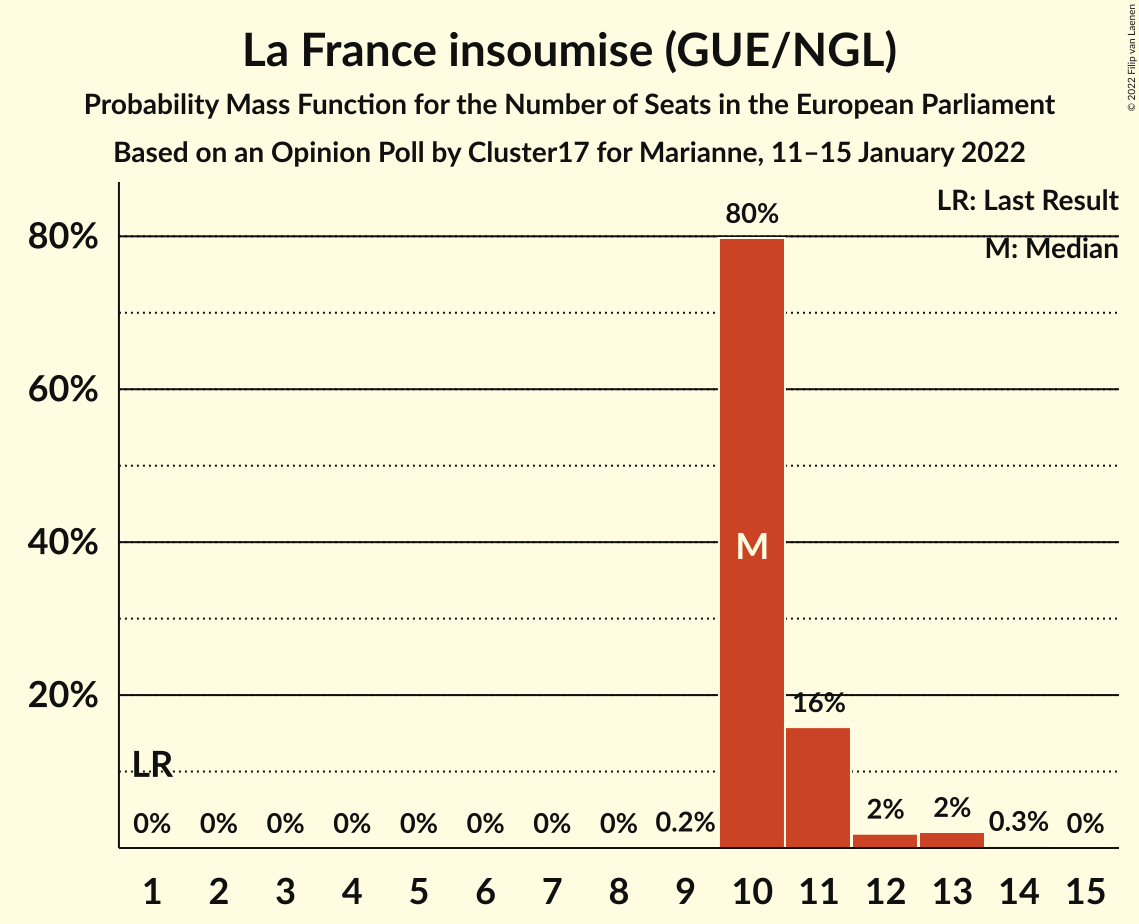 La France insoumise (GUE/NGL)
Probability Mass Function for the Number of Seats in the European Parliament
Based on an Opinion Poll by Cluster17 for Marianne, 11–15 January 2022
© 2022 Filip van Laenen
LR: Last Result
M: Median
80%
60%
40%
20%
80%
M
16%
LR
0% 0% 0% 0% 0% 0% 0% 0% 0.2% 2% 2% 0.3% 0%
1 2 3 4 5 6 7 8 9 10 11 12 13 14 15